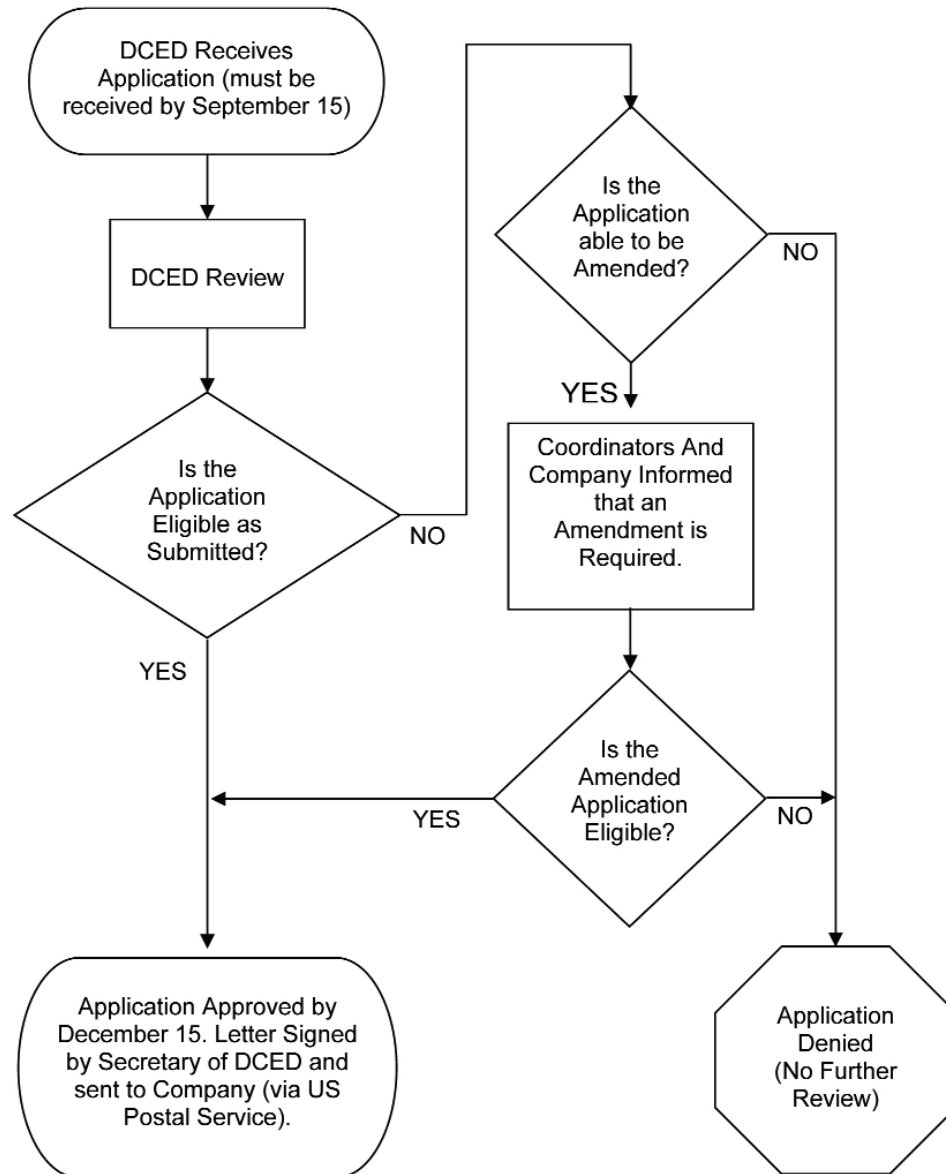 DCED Receives
Application (must be
received by September 15)
DCED Review
Is the
Application
Eligible as
Submitted?
NO
YES
Is the
Application
able to be
Amended?
NO
YES
Coordinators And
Company Informed
that an
Amendment is
Required.
Is the
Amended
Application
Eligible?
YES
NO
Application Approved by
December 15. Letter Signed
by Secretary of DCED and
sent to Company (via US
Postal Service).
Application
Denied
(No Further
Review)